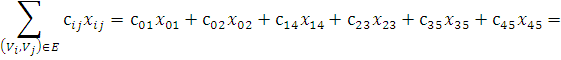 ∑_{(V_i,V_j)∈E} c_{ij}x_{ij} = c_{01}x_{01} + c_{02}x_{02} + c_{14}x_{14} + c_{23}x_{23} + c_{35}x_{35} + c_{45}x_{45} =